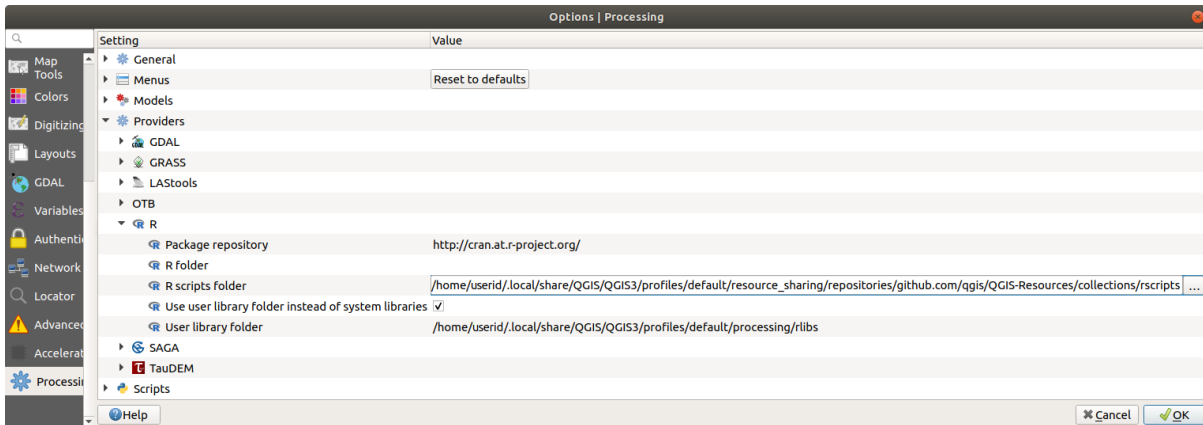 Options | Processing
Setting
Value
Map
Tools
Colors
Digitizing
Layouts
GDAL
Variables
Authenti
Network
Locator
Advanced
Accelerat
Processin
General
Menus
Reset to defaults
Models
Providers
GDAL
GRASS
LAStools
OTB
R
Package repository
http://cran.at.r-project.org/
R folder
R scripts folder
/home/userid/.local/share/QGIS/QGIS3/profiles/default/resource_sharing/repositories/github.com/qgis/QGIS-Resources/collections/rscripts
...
Use user library folder instead of system libraries
User library folder
/home/userid/.local/share/QGIS/QGIS3/profiles/default/processing/rlibs
SAGA
TauDEM
Scripts
Help
Cancel
OK